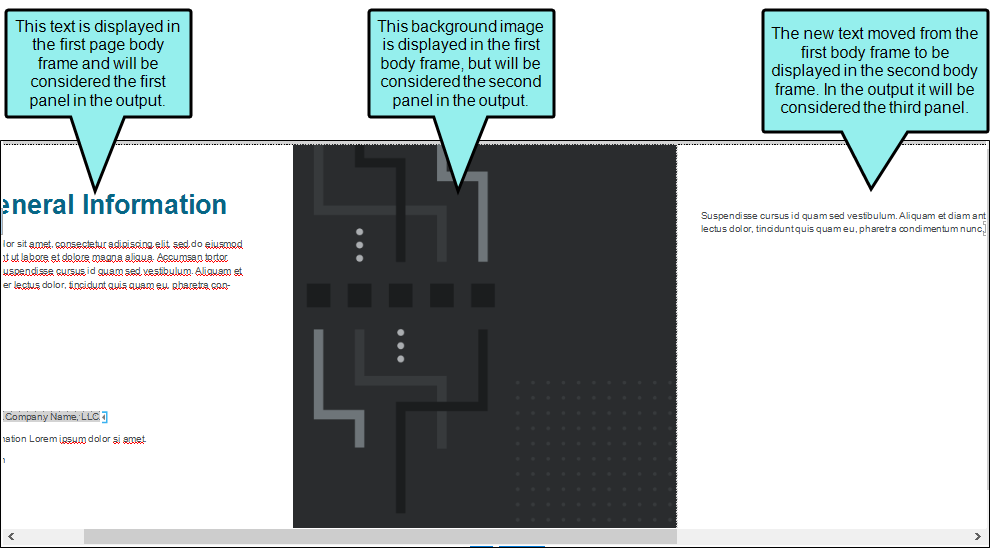 This text is displayed in
the first page body
frame and will be
considered the first
panel in the output.
This background image
is displayed in the first
body frame, but will be
considered the second
panel in the output.
The new text moved from the
first body frame to be
displayed in the second body
frame. In the output it will be
considered the third panel.
eneral Information
lor sit amet, consectetur adipiscing elit, sed do eiusmod
nt ut labore et dolore magna aliqua. Accumsan tortor
uspendisse cursus id quam sed vestibulum. Aliquam et
er lectus dolor, tincidunt quis quam eu, pharetra con-
Company Name, LLC
nation Lorem ipsum dolor si amet
Suspendisse cursus id quam sed vestibulum. Aliquam et diam ant
lectus dolor, tincidunt quis quam eu, pharetra condimentum nunc.